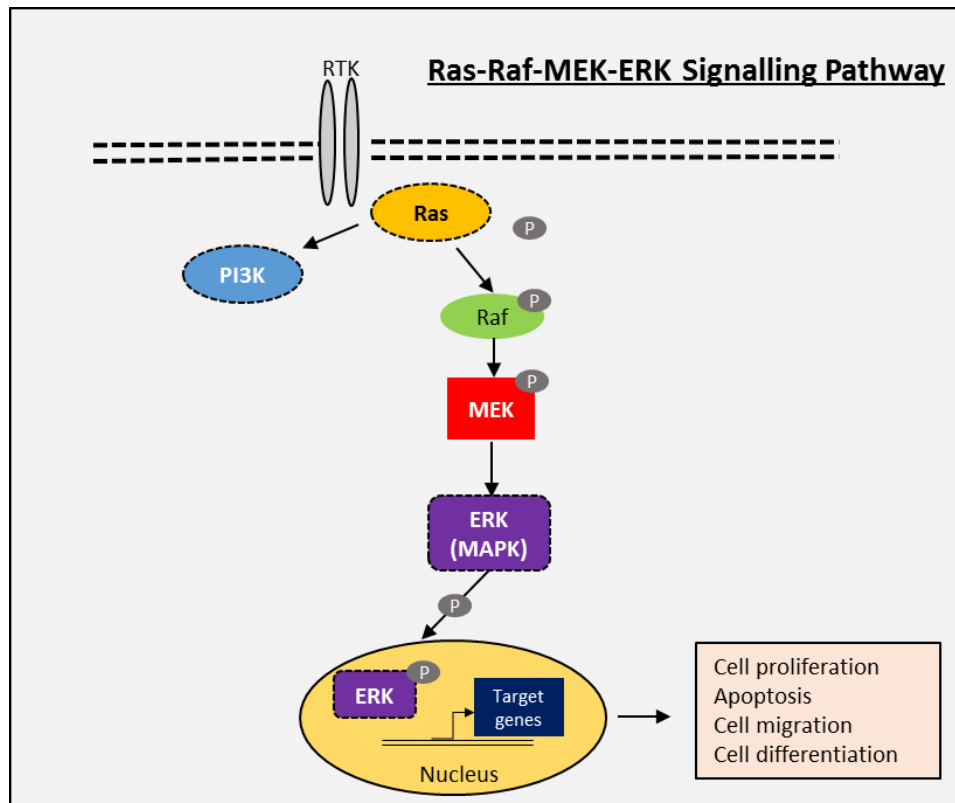 RTK
Ras-Raf-MEK-ERK Signalling Pathway
Ras
P
PI3K
P
Raf
P
MEK
ERK
(MAPK)
P
P
ERK
Target
genes
Nucleus
Cell proliferation
Apoptosis
Cell migration
Cell differentiation